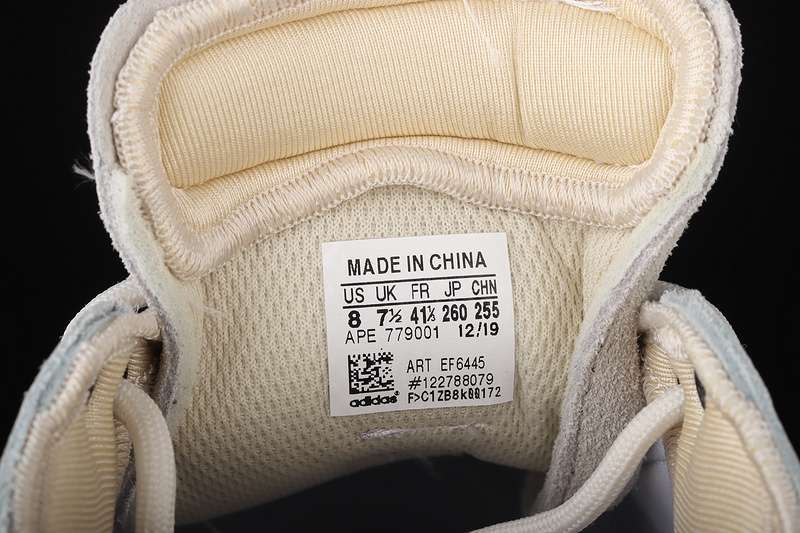 MADE IN CHINA
US UK FR JP CHN
8 7½ 41⅓ 260 255
APE 779001 12/19
ART EF6445
#122788079
adidas® F>C1ZB8k00172